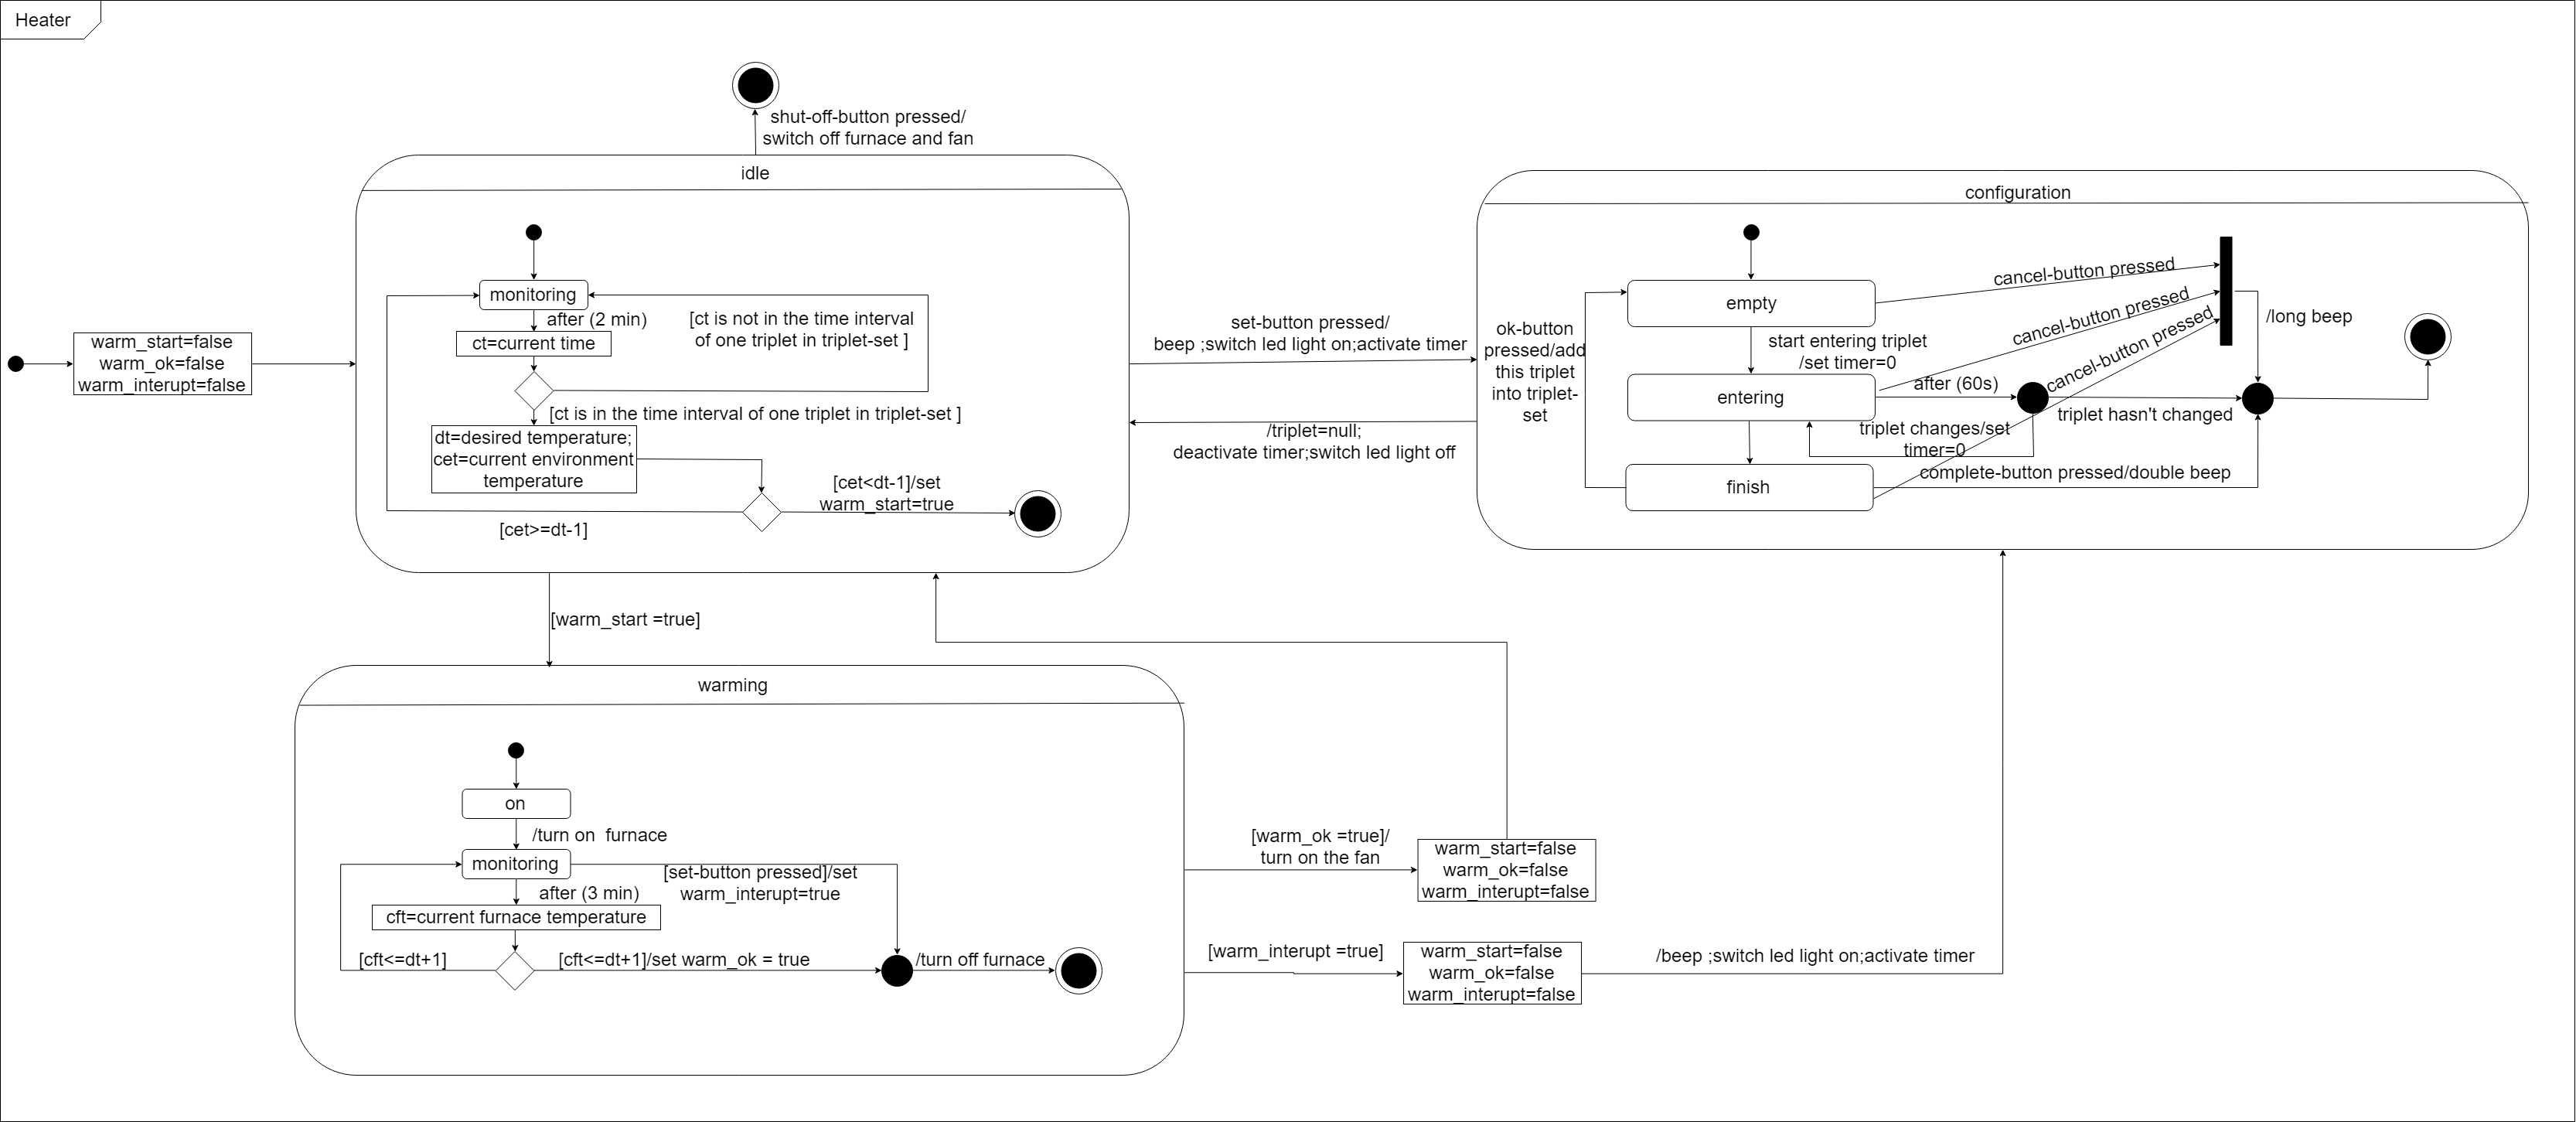 Heater
shut-off-button pressed/
switch off furnace and fan
idle
monitoring
after (2 min)
ct=current time
[ct is not in the time interval
of one triplet in triplet-set ]
[ct is in the time interval of one triplet in triplet-set ]
dt=desired temperature;
cet=current environment
temperature
[cet<dt-1]/set
warm_start=true
[cet>=dt-1]
warm_start=false
warm_ok=false
warm_interupt=false
set-button pressed/
beep ;switch led light on;activate timer
/triplet=null;
deactivate timer;switch led light off
configuration
empty
cancel-button pressed
cancel-button pressed
cancel-button pressed
/long beep
ok-button
pressed/add
this triplet
into triplet-
set
start entering triplet
/set timer=0
entering
after (60s)
triplet hasn't changed
triplet changes/set
timer=0
complete-button pressed/double beep
finish
[warm_start =true]
warming
on
/turn on  furnace
monitoring
[set-button pressed]/set
warm_interupt=true
after (3 min)
cft=current furnace temperature
[cft<=dt+1]
[cft<=dt+1]/set warm_ok = true
/turn off furnace
[warm_ok =true]/
turn on the fan
warm_start=false
warm_ok=false
warm_interupt=false
[warm_interupt =true]
warm_start=false
warm_ok=false
warm_interupt=false
/beep ;switch led light on;activate timer